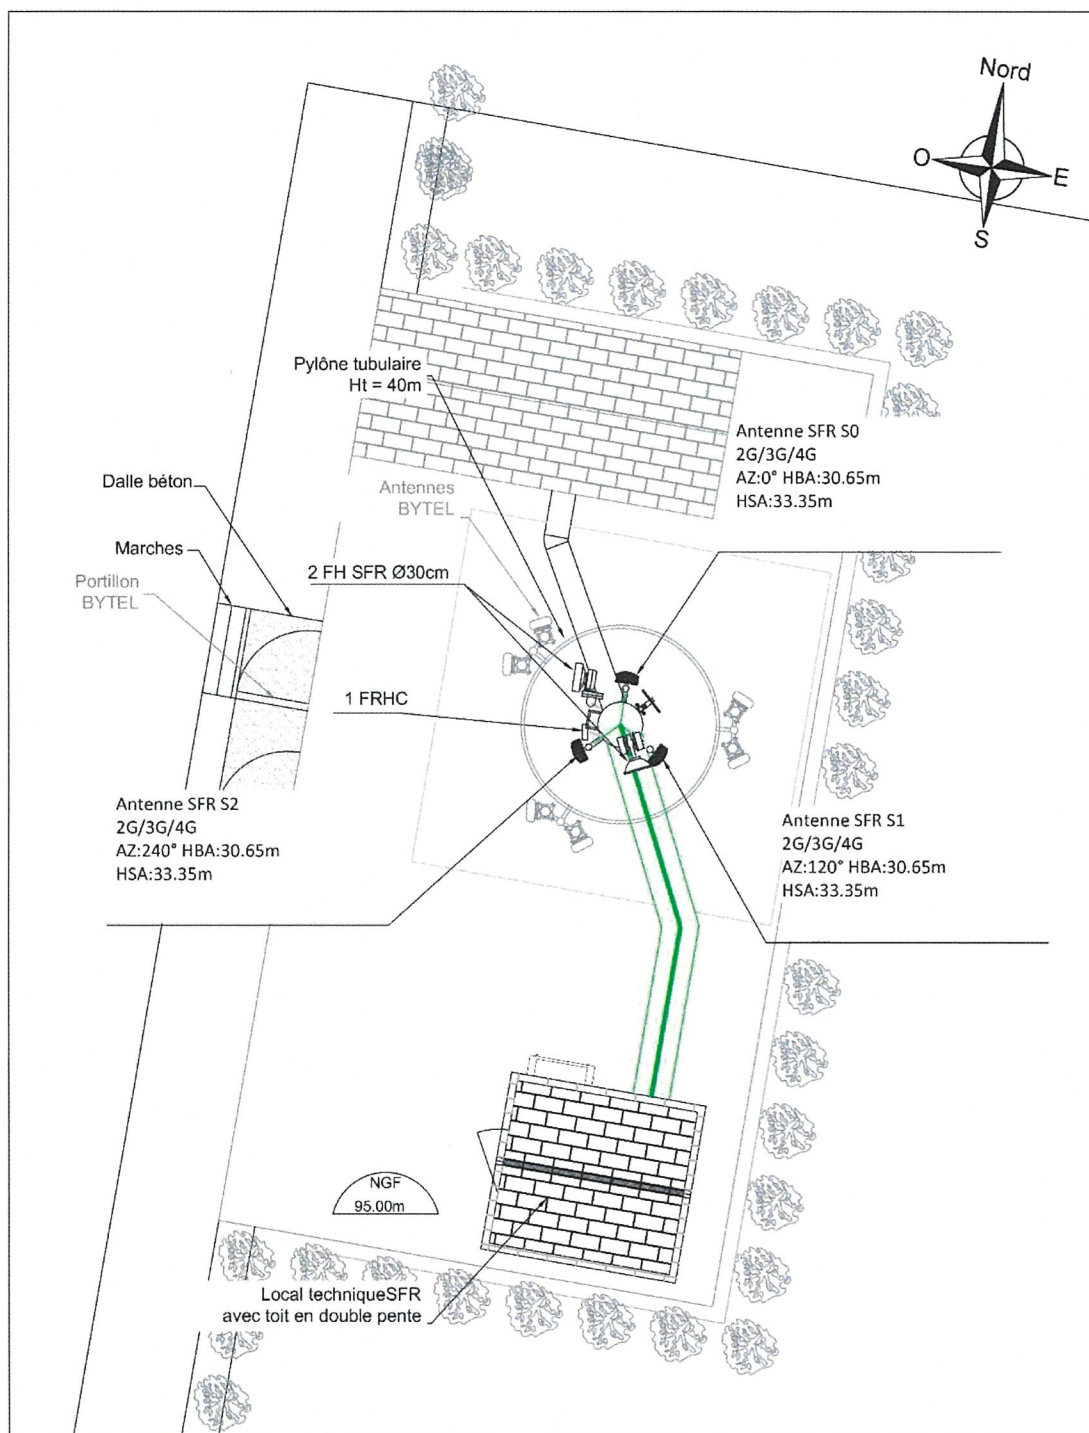 Nord
O
E
S
Pylône tubulaire
Ht = 40m
Antenne SFR S0
2G/3G/4G
AZ:0° HBA:30.65m
HSA:33.35m
Dalle béton
Antennes
BYTEL
Marches
Portillon
BYTEL
2 FH SFR Ø30cm
1 FRHC
Antenne SFR S2
2G/3G/4G
AZ:240° HBA:30.65m
HSA:33.35m
Antenne SFR S1
2G/3G/4G
AZ:120° HBA:30.65m
HSA:33.35m
NGF
95.00m
Local techniqueSFR
avec toit en double pente